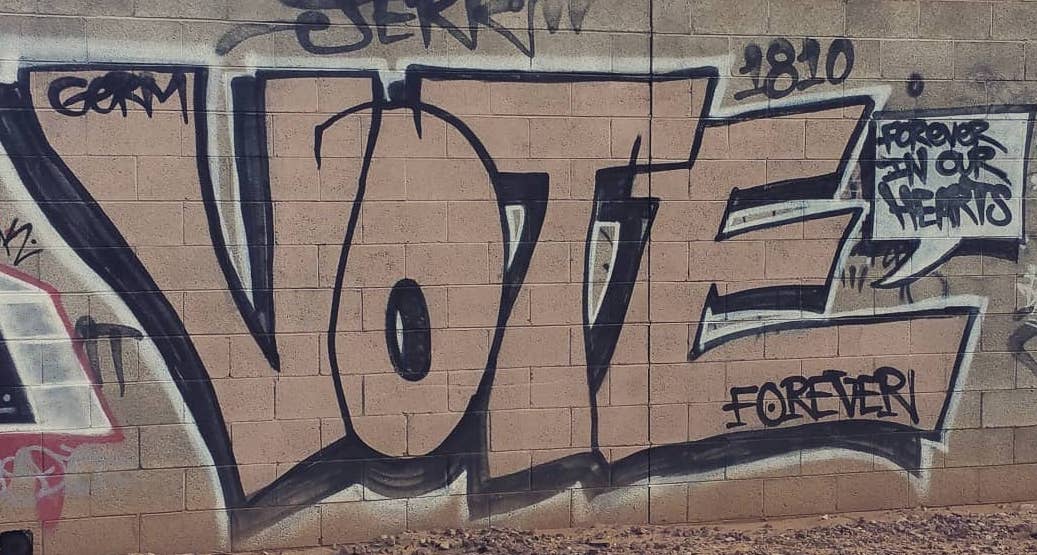 1810
GERM
VOTE
FOREVER
IN OUR
HEARTS
FOREVER